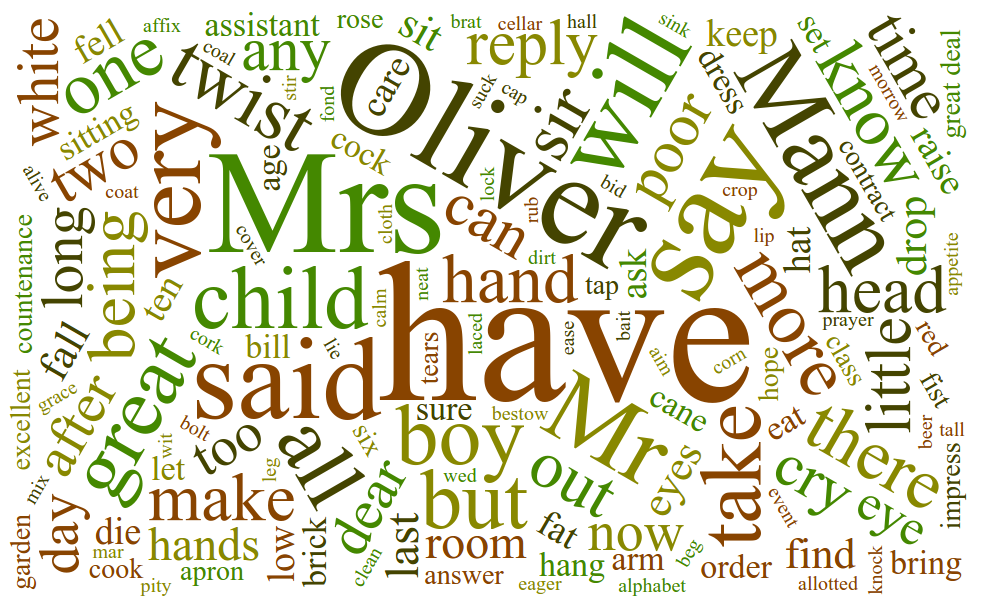 white
fell
affix
assistant
rose
sit
brat
cellar
hall
sink
keep
set
time
great deal
one
coal
any
reply
will
know
morrow
twist
stir
fond
care
Oliver
suck
cap
sir
dress
Mann
raise
sitting
two
very
age
cock
poor
say
contract
alive
coat
Mrs
lock
rub
bid
crop
countenance
long
being
ten
cover
cloth
can
dirt
ask
lip
hat
drop
appetite
child
calm
neat
hand
tap
more
head
prayer
fall
cork
bill
lie
have
laced
ease
bait
aim
corn
hope
class
little
red
excellent
grace
great
said
tears
sure
bestow
Mr
cane
eat
there
fist
beer
tall
after
wit
bolt
too
all
six
boy
out
take
cry
eye
impress
mix
let
leg
make
dear
wed
but
eyes
event
garden
day
die
mar
cook
hands
pity
apron
low
brick
clean
last
room
answer
fat
eager
hang
now
arm
alphabet
beg
order
find
allotted
knock
bring